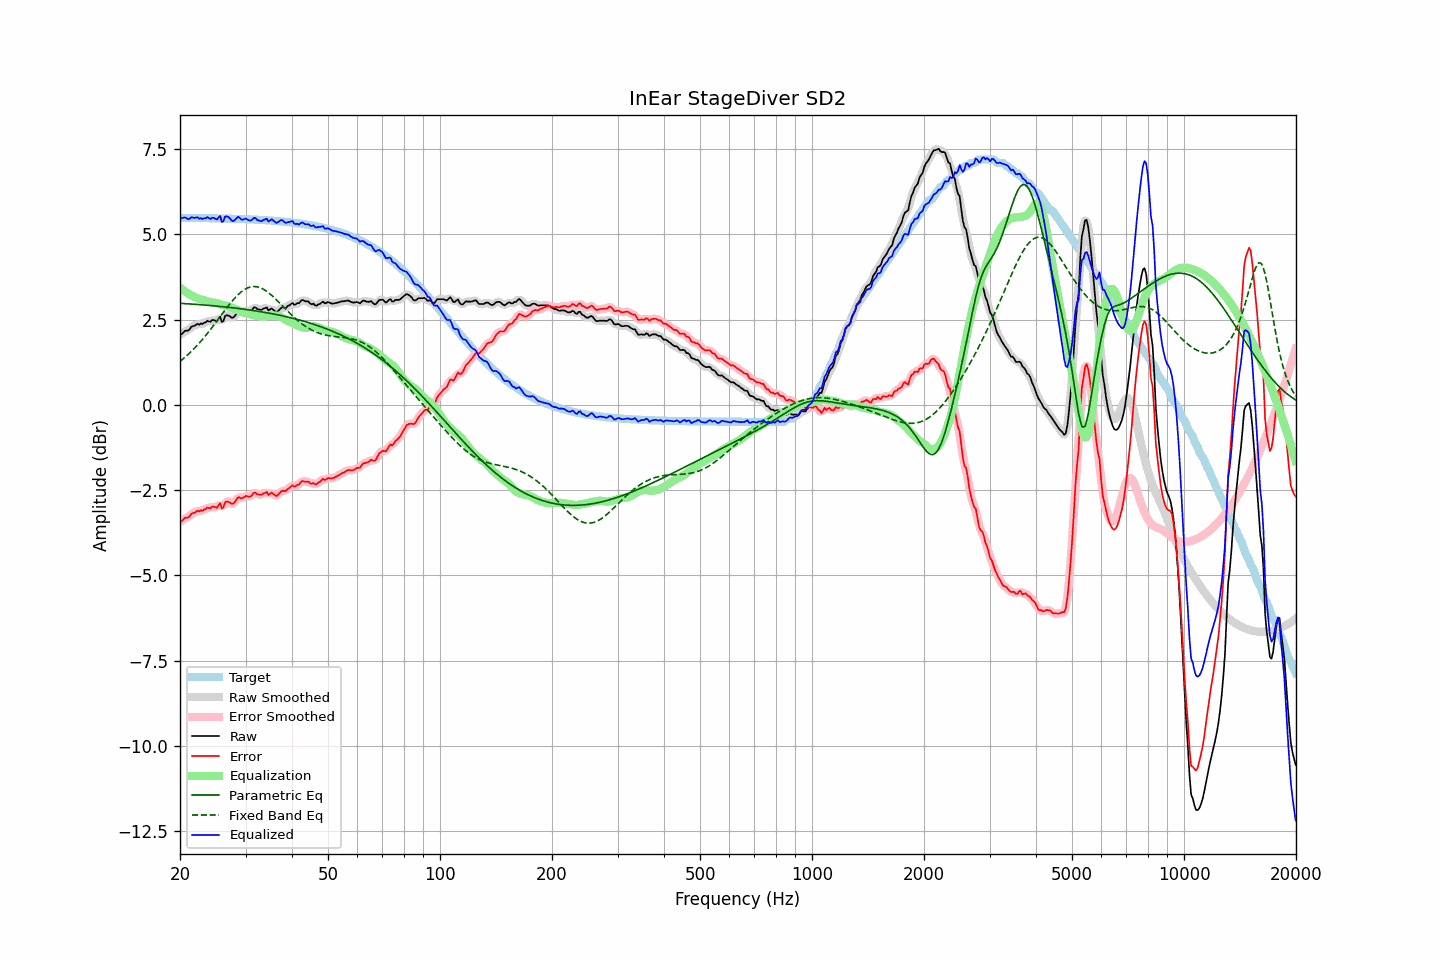 InEar StageDiver SD2
7.5
5.0
2.5
0.0
−2.5
−5.0
−7.5
−10.0
−12.5
Amplitude (dBr)
Target
Raw Smoothed
Error Smoothed
Raw
Error
Equalization
Parametric Eq
Fixed Band Eq
Equalized
20 50 100 200 500 1000 2000 5000 10000 20000
Frequency (Hz)